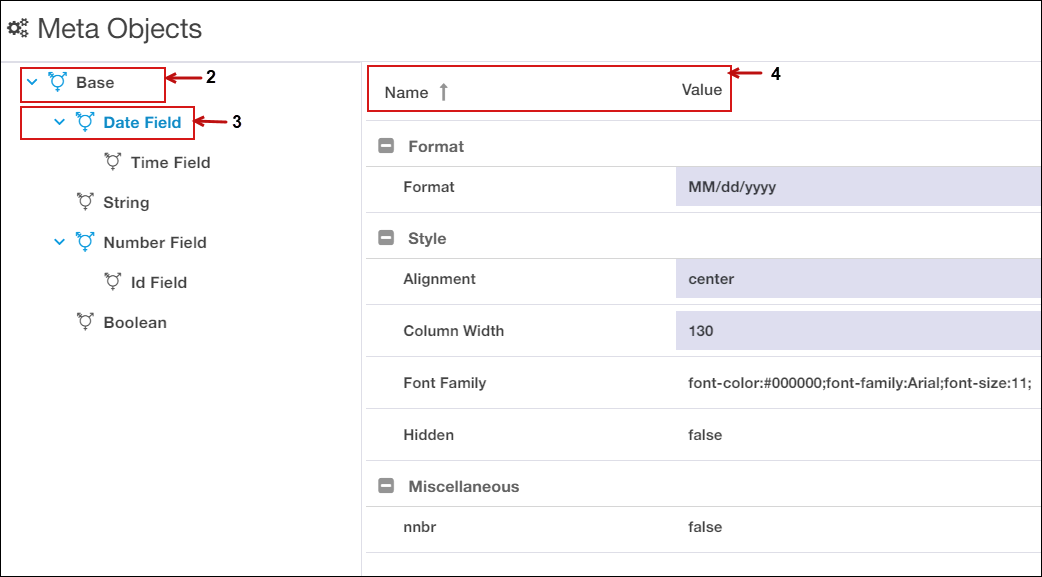 Meta Objects
Base 2
Date Field 3
Time Field
String
Number Field
Id Field
Boolean
Name Value 4
Format
Format MM/dd/yyyy
Style
Alignment center
Column Width 130
Font Family font-color:#000000;font-family:Arial;font-size:11;
Hidden false
Miscellaneous
nnbr false